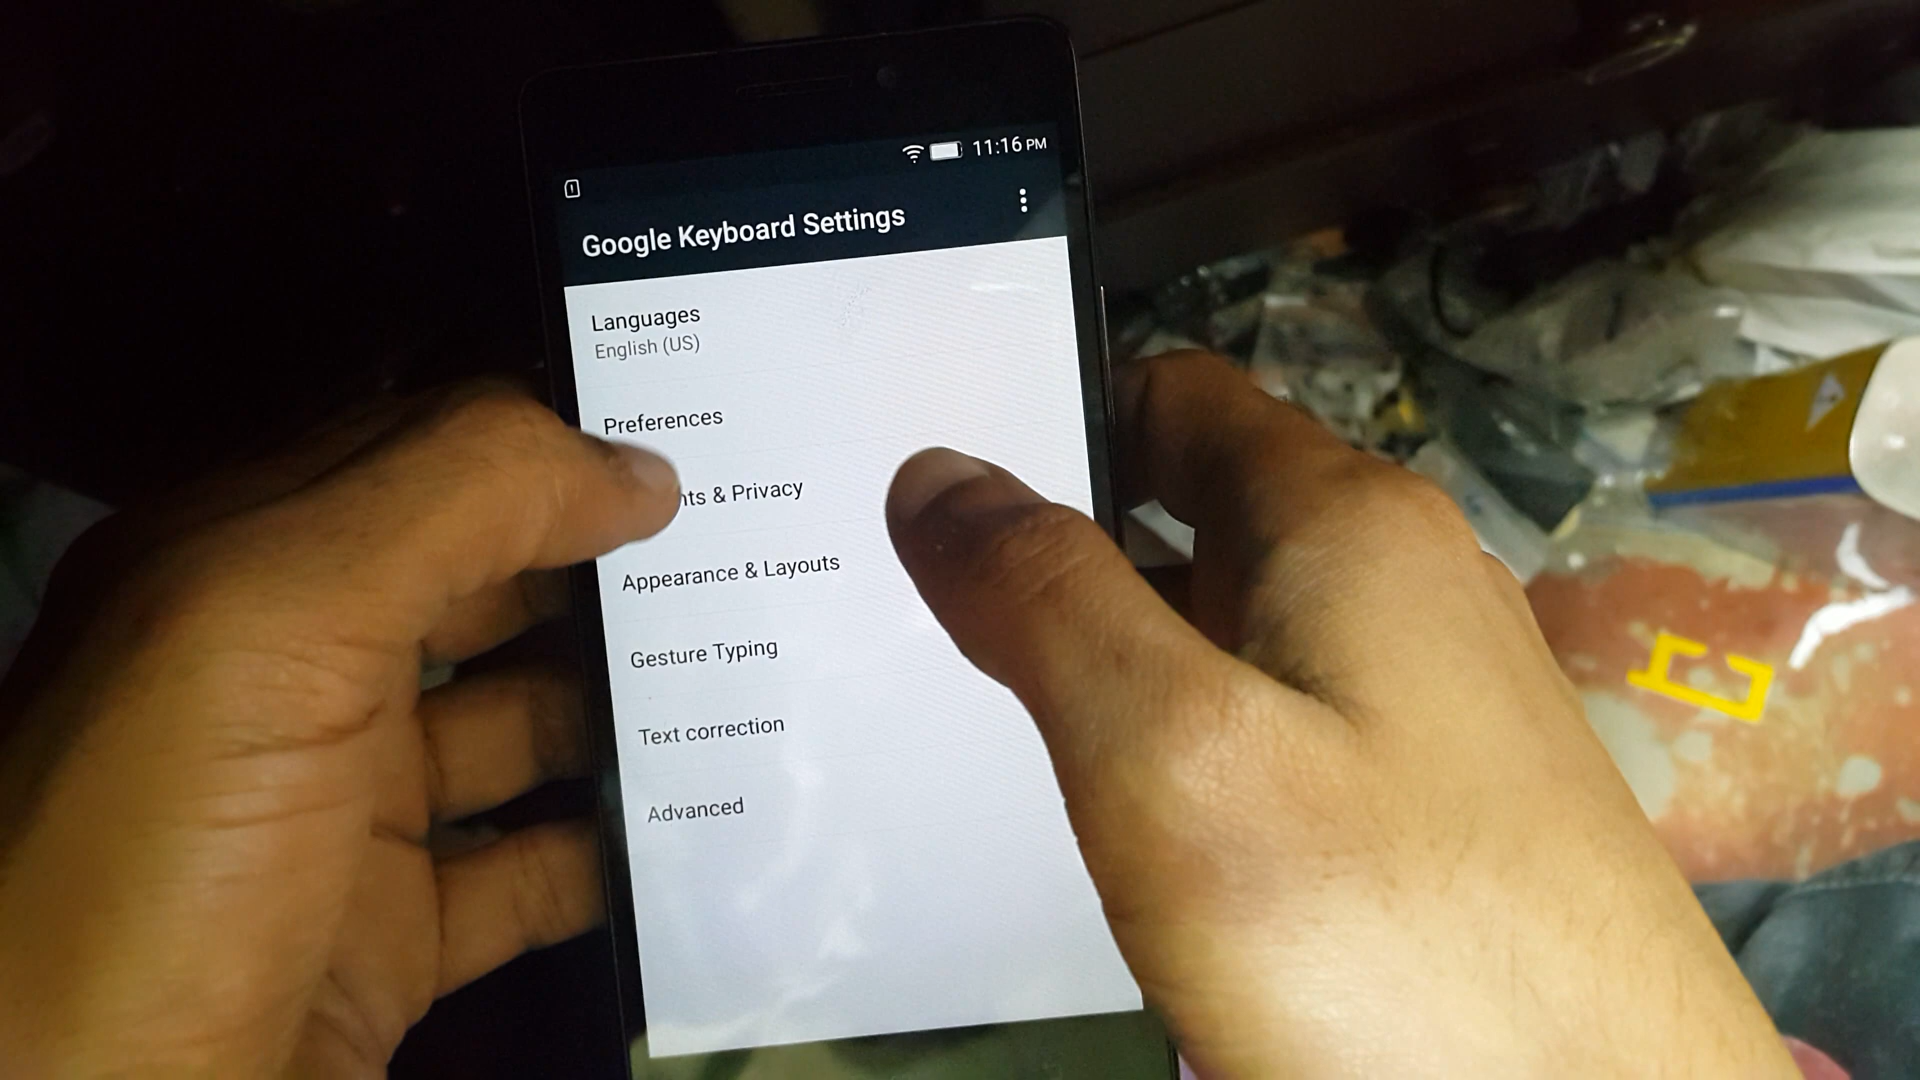 11:16 PM
Google Keyboard Settings
Languages
English (US)
Preferences
& Privacy
Appearance & Layouts
Gesture Typing
Text correction
Advanced